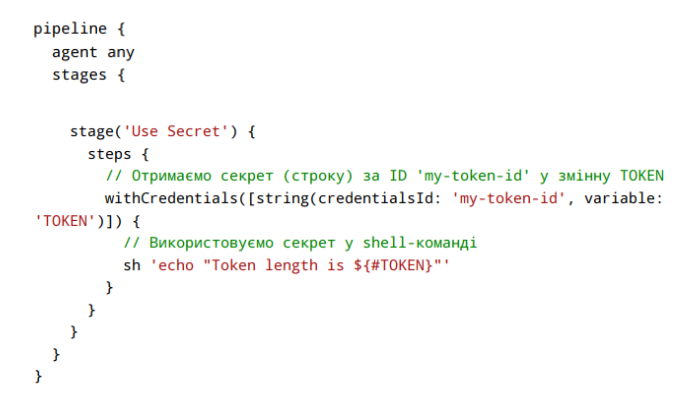 pipeline {
  agent any
  stages {

    stage('Use Secret') {
      steps {
        // Отримаємо секрет (строку) за ID 'my-token-id' у змінну TOKEN
        withCredentials([string(credentialsId: 'my-token-id', variable:
'TOKEN')]) {
          // Використовуємо секрет у shell-команді
          sh 'echo "Token length is ${#TOKEN}"'
        }
      }
    }
  }
}